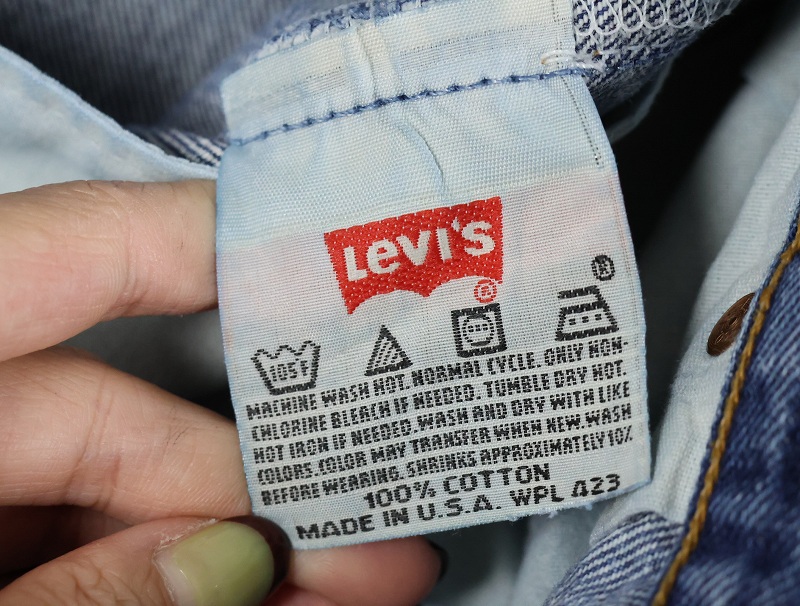 LEVI'S
®
®
105F
MACHINE WASH HOT. NORMAL CYCLE. ONLY NON-
CHLORINE BLEACH IF NEEDED. TUMBLE DRY HOT.
HOT IRON IF NEEDED. WASH AND DRY WITH LIKE
COLORS. COLOR MAY TRANSFER WHEN NEW. WASH
BEFORE WEARING. SHRINKS APPROXIMATELY 10%
100% COTTON
MADE IN U.S.A. WPL 423